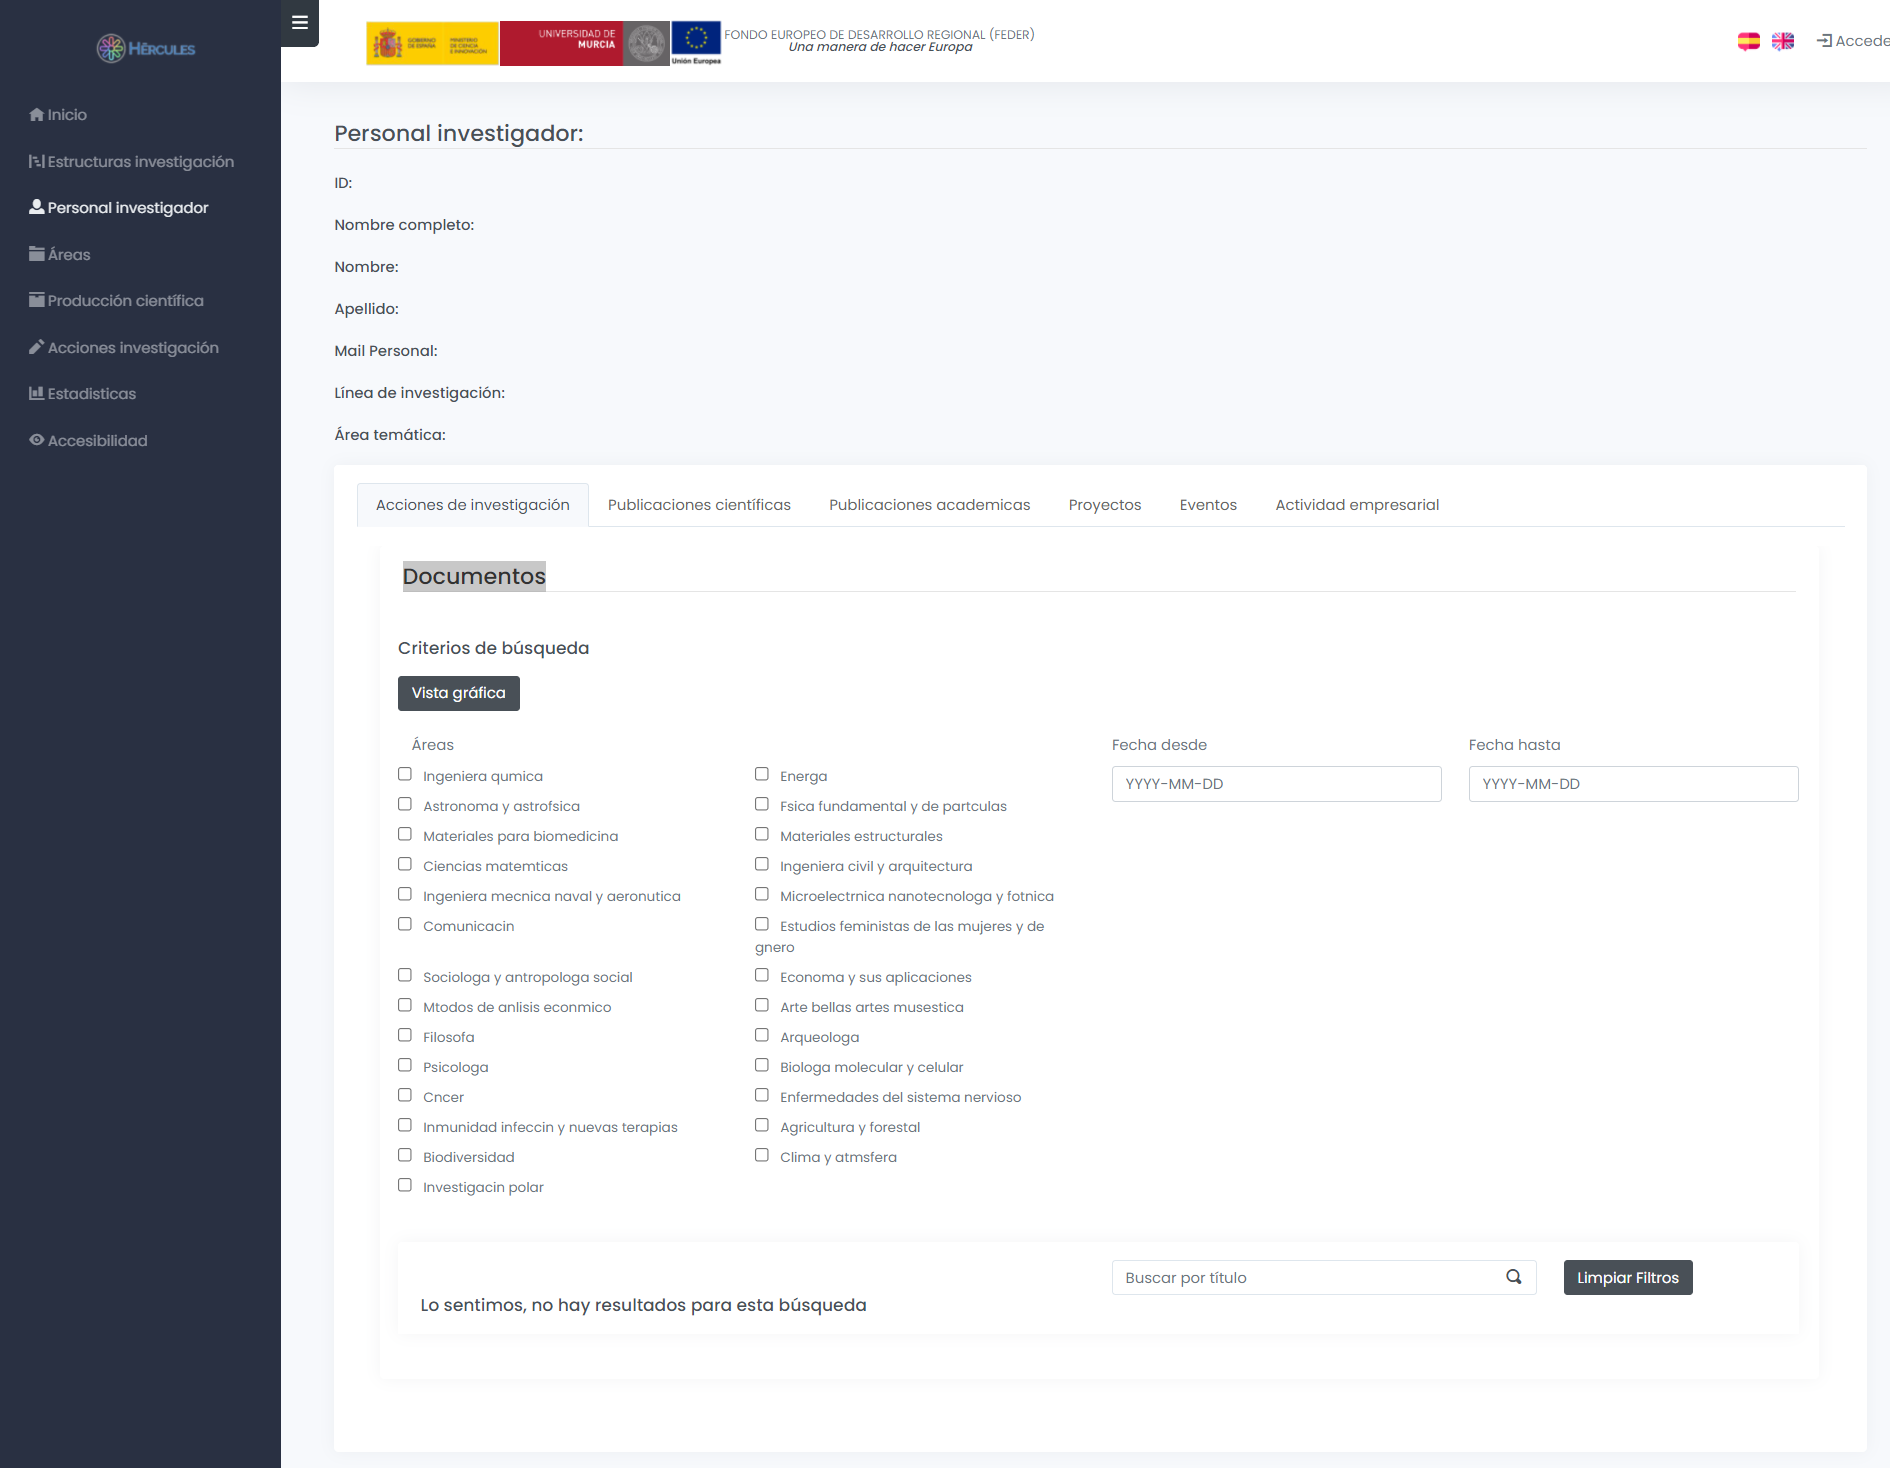 HÉRCULES
Inicio
Estructuras investigación
Personal investigador
Áreas
Producción científica
Acciones investigación
Estadisticas
Accesibilidad
GOBIERNO DE ESPAÑA
MINISTERIO DE CIENCIA E INNOVACIÓN
UNIVERSIDAD DE MURCIA
Unión Europea
FONDO EUROPEO DE DESARROLLO REGIONAL (FEDER)
Una manera de hacer Europa
Accede
Personal investigador:
ID:
Nombre completo:
Nombre:
Apellido:
Mail Personal:
Línea de investigación:
Área temática:
Acciones de investigación Publicaciones científicas Publicaciones academicas Proyectos Eventos Actividad empresarial
Documentos
Criterios de búsqueda
Vista gráfica
Áreas Fecha desde Fecha hasta
Ingeniera qumica Energa YYYY-MM-DD YYYY-MM-DD
Astronoma y astrofsica Fsica fundamental y de partculas
Materiales para biomedicina Materiales estructurales
Ciencias matemticas Ingeniera civil y arquitectura
Ingeniera mecnica naval y aeronutica Microelectrnica nanotecnologa y fotnica
Comunicacin Estudios feministas de las mujeres y de
gnero
Sociologa y antropologa social Economa y sus aplicaciones
Mtodos de anlisis econmico Arte bellas artes musestica
Filosofa Arqueologa
Psicologa Biologa molecular y celular
Cncer Enfermedades del sistema nervioso
Inmunidad infeccin y nuevas terapias Agricultura y forestal
Biodiversidad Clima y atmsfera
Investigacin polar
Buscar por título Limpiar Filtros
Lo sentimos, no hay resultados para esta búsqueda